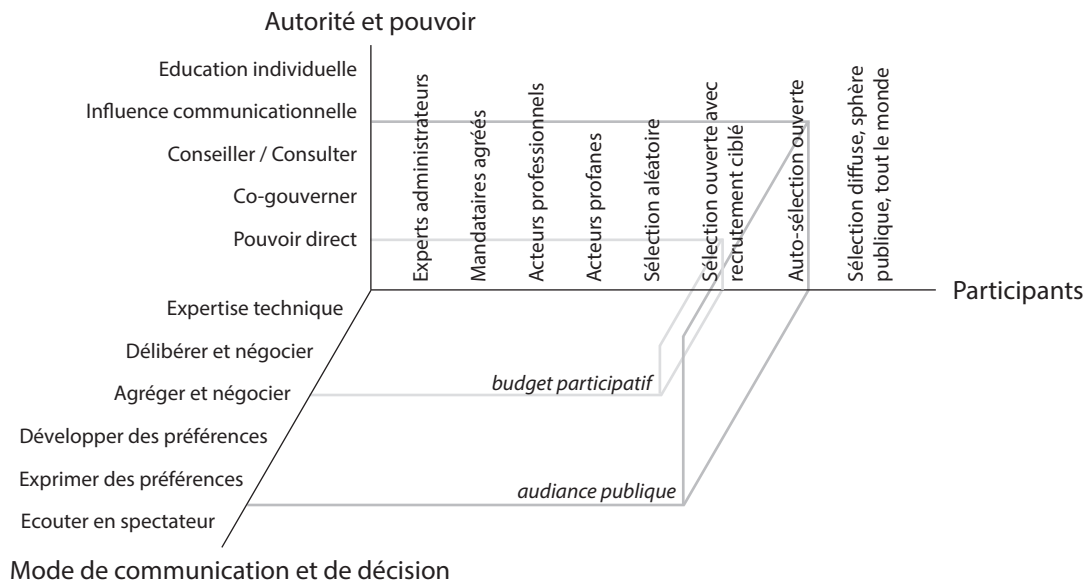 Autorité et pouvoir
Education individuelle
Influence communicationnelle
Conseiller / Consulter
Co-gouverner
Pouvoir direct
Experts administrateurs
Mandataires agréés
Acteurs professionnels
Acteurs profanes
Sélection aléatoire
Sélection ouverte avec
recrutement ciblé
Auto-sélection ouverte
Sélection diffuse, sphère
publique, tout le monde
Participants
Expertise technique
Délibérer et négocier
Agréger et négocier
budget participatif
Développer des préférences
Exprimer des préférences
audiance publique
Ecouter en spectateur
Mode de communication et de décision